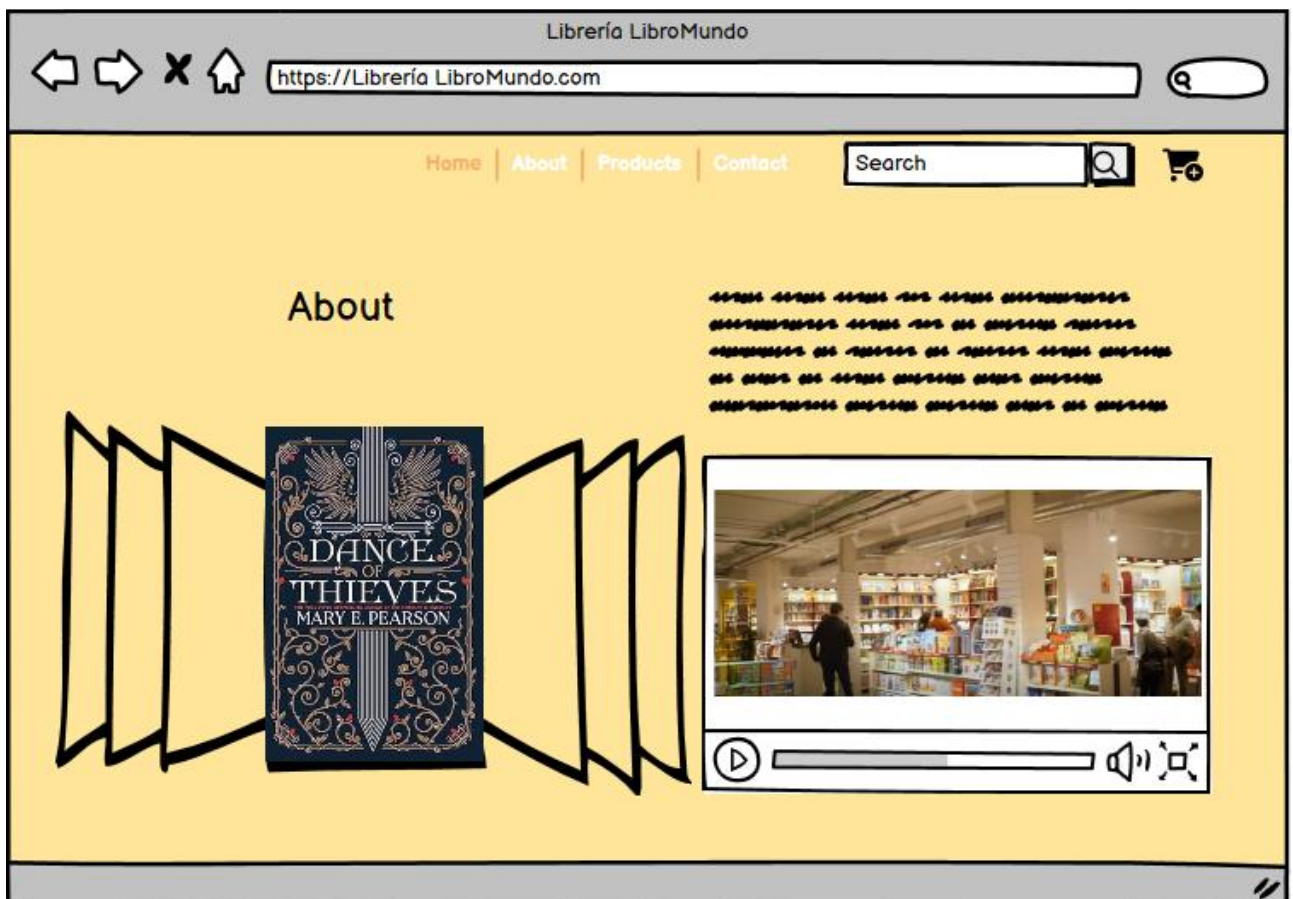 Librería LibroMundo
https://Librería LibroMundo.com
Home About Products Contact
Search
About
DANCE
OF
THIEVES
MARY E. PEARSON